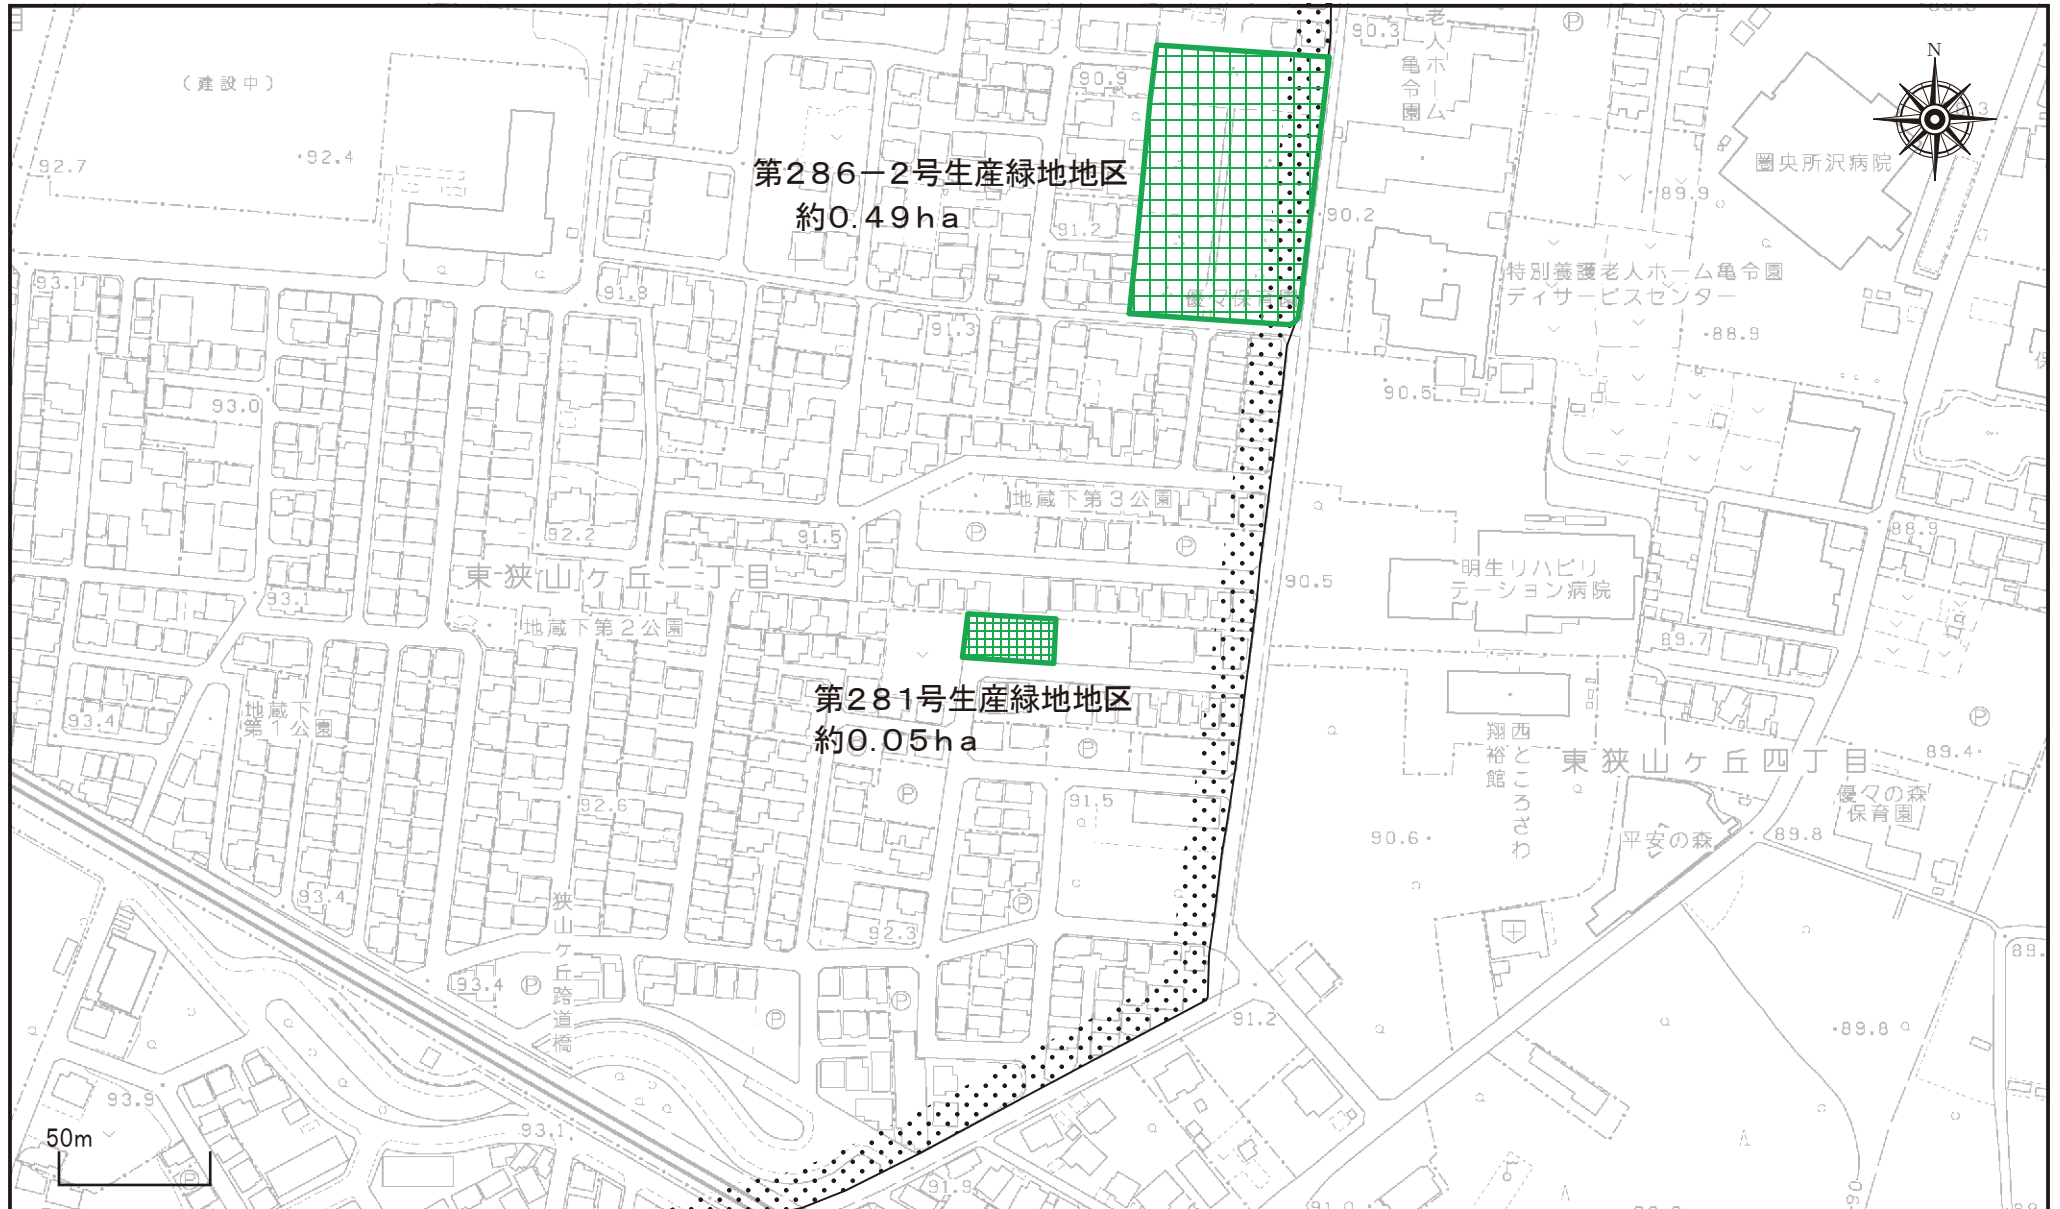 老人ホーム
亀令園
90.3
N
(建設中)
90.9
92.7
92.4
圏央所沢病院
第286−2号生産緑地地区
約0.49ha
89.9
90.2
91.2
特別養護老人ホーム亀令園
デイサービスセンター
93.1
91.8
優々保育園
91.3
88.9
90.5
93.0
地蔵下第3公園
92.2
91.5
88.9
東狭山ケ丘二丁目
明生リハビリ
テーション病院
90.5
93.1
地蔵下第2公園
89.7
第281号生産緑地地区
約0.05ha
地蔵下
第1公園
93.4
西ところざわ
翔裕館
東狭山ケ丘四丁目
89.4
優々の森
保育園
92.6
91.5
90.6
平安の森
89.8
93.4
狭山ケ丘跨道橋
92.3
93.4
91.2
89.8
93.9
50m
93.1
91.9
90